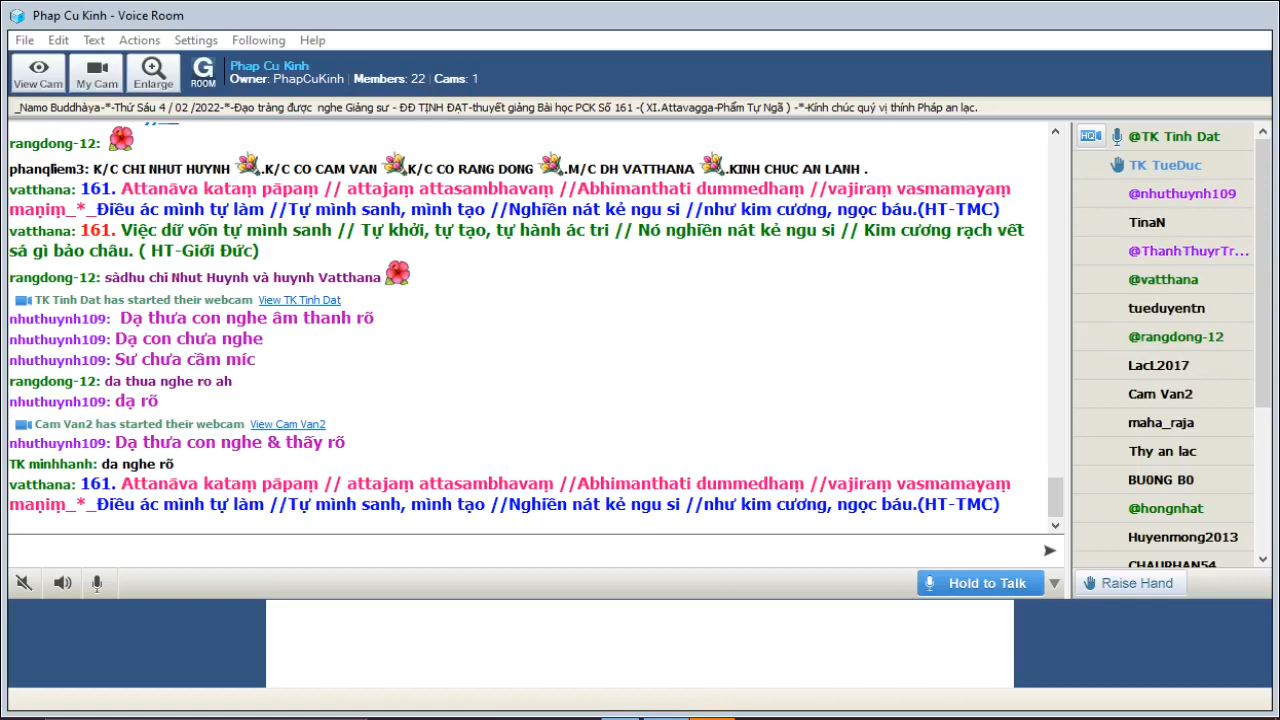 Phap Cu Kinh - Voice Room
File Edit Text Actions Settings Following Help
View Cam My Cam Enlarge G ROOM
Phap Cu Kinh
Owner: PhapCuKinh Members: 22 Cams: 1
_Namo Buddhàya-*-Thứ Sáu 4 / 02 /2022-*-Đạo tràng được nghe Giảng sư - ĐĐ TỊNH ĐẠT-thuyết giảng Bài học PCK Số 161 -( XI.Attavagga-Phẩm Tự Ngã ) -*-Kính chúc quý vị thính Pháp an lạc.
rangdong-12:
phanqliem3: K/C CHI NHUT HUYNH .K/C CO CAM VAN .K/C CO RANG DONG .M/C DH VATTHANA .KINH CHUC AN LANH .
vatthana: 161. Attanāva kataṃ pāpaṃ // attajaṃ attasambhavaṃ //Abhimanthati dummedhaṃ //vajiraṃ vasmamayaṃ
maṇiṃ_*_Điều ác mình tự làm //Tự mình sanh, mình tạo //Nghiền nát kẻ ngu si //như kim cương, ngọc báu.(HT-TMC)
vatthana: 161. Việc dữ vốn tự mình sanh // Tự khởi, tự tạo, tự hành ác tri // Nó nghiền nát kẻ ngu si // Kim cương rạch vết
sá gì bảo châu. ( HT-Giới Đức)
rangdong-12: sàdhu chi Nhut Huynh và huynh Vatthana
TK Tinh Dat has started their webcam View TK Tinh Dat
nhuthuynh109: Dạ thưa con nghe âm thanh rõ
nhuthuynh109: Dạ con chưa nghe
nhuthuynh109: Sư chưa cầm míc
rangdong-12: da thua nghe ro ah
nhuthuynh109: dạ rõ
Cam Van2 has started their webcam View Cam Van2
nhuthuynh109: Dạ thưa con nghe & thấy rõ
TK minhhanh: da nghe rõ
vatthana: 161. Attanāva kataṃ pāpaṃ // attajaṃ attasambhavaṃ //Abhimanthati dummedhaṃ //vajiraṃ vasmamayaṃ
maṇiṃ_*_Điều ác mình tự làm //Tự mình sanh, mình tạo //Nghiền nát kẻ ngu si //như kim cương, ngọc báu.(HT-TMC)
Hold to Talk
HQ @TK Tinh Dat
TK TueDuc
@nhuthuynh109
TinaN
@ThanhThuyrTr...
@vatthana
tueduyentn
@rangdong-12
LacL2017
Cam Van2
maha_raja
Thy an lac
BU0NG B0
@hongnhat
Huyenmong2013
CHAUPHAN54
Raise Hand